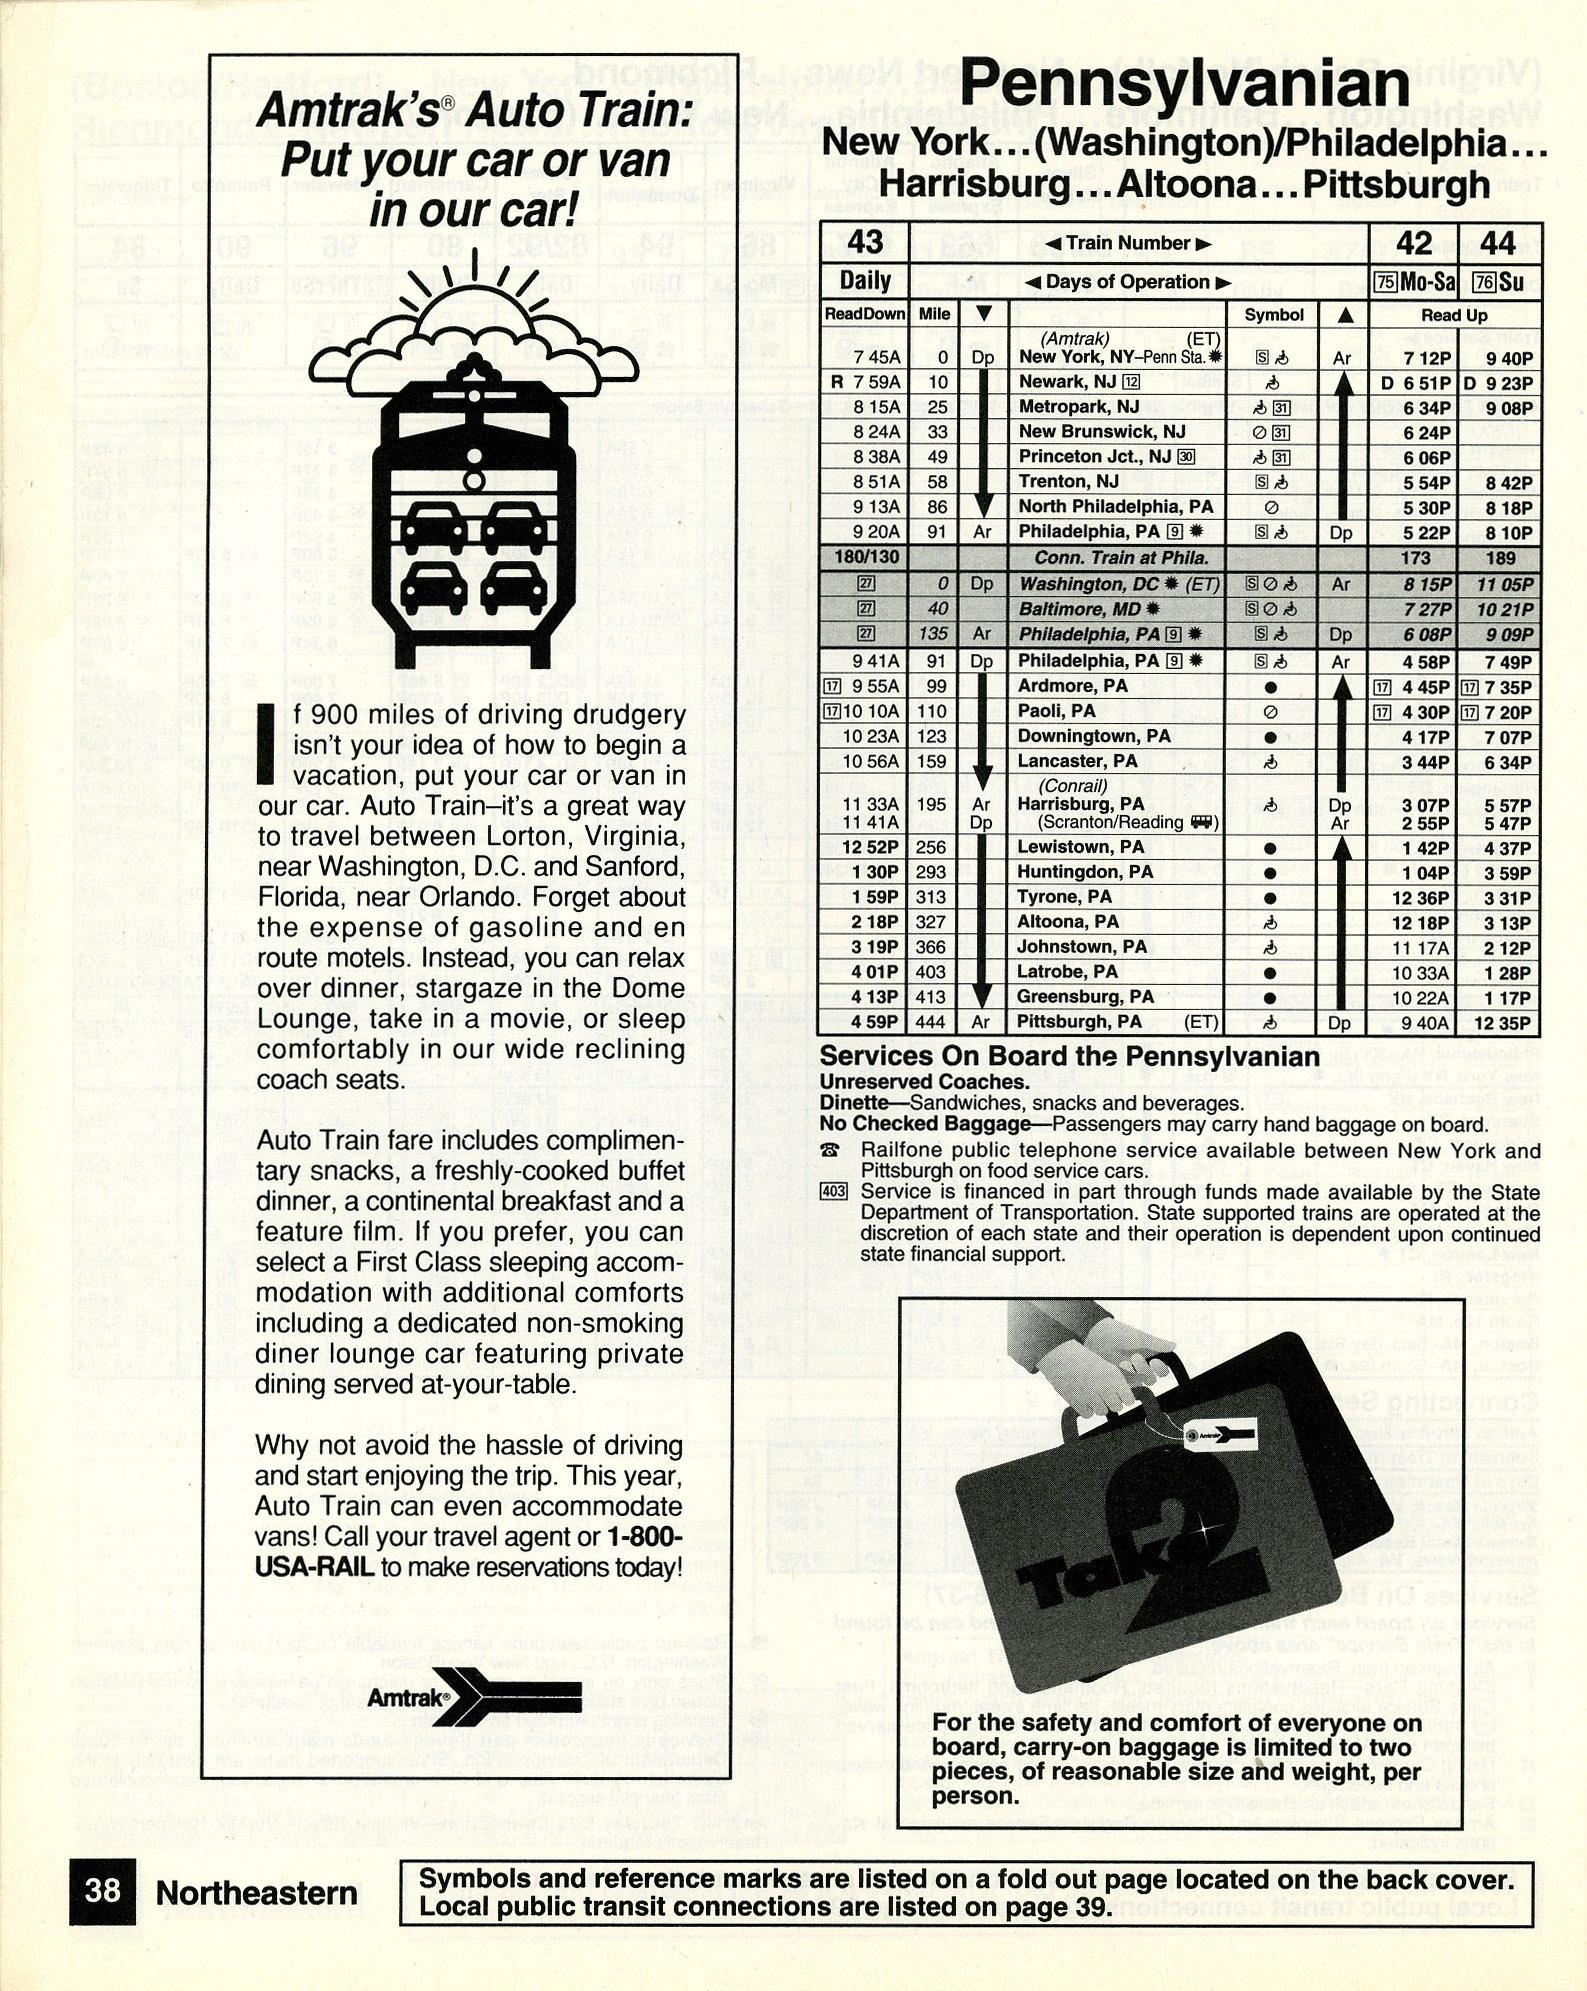 Amtrak's® Auto Train:
Put your car or van
in our car!
If 900 miles of driving drudgery
isn't your idea of how to begin a
vacation, put your car or van in
our car. Auto Train–it's a great way
to travel between Lorton, Virginia,
near Washington, D.C. and Sanford,
Florida, near Orlando. Forget about
the expense of gasoline and en
route motels. Instead, you can relax
over dinner, stargaze in the Dome
Lounge, take in a movie, or sleep
comfortably in our wide reclining
coach seats.
Auto Train fare includes complimen-
tary snacks, a freshly-cooked buffet
dinner, a continental breakfast and a
feature film. If you prefer, you can
select a First Class sleeping accom-
modation with additional comforts
including a dedicated non-smoking
diner lounge car featuring private
dining served at-your-table.
Why not avoid the hassle of driving
and start enjoying the trip. This year,
Auto Train can even accommodate
vans! Call your travel agent or 1-800-
USA-RAIL to make reservations today!
Amtrak®
Pennsylvanian
New York...(Washington)/Philadelphia...
Harrisburg...Altoona...Pittsburgh
43 ◄ Train Number ► 42 44
Daily ◄ Days of Operation ► 75 Mo-Sa 76 Su
Read Down Mile ▼ Symbol ▲ Read Up
(Amtrak) (ET)
7 45A 0 Dp New York, NY–Penn Sta. ✹ S ♿ Ar 7 12P 9 40P
R 7 59A 10 Newark, NJ 12 ♿ D 6 51P D 9 23P
8 15A 25 Metropark, NJ ♿ 31 6 34P 9 08P
8 24A 33 New Brunswick, NJ ⊘ 31 6 24P
8 38A 49 Princeton Jct., NJ 30 ♿ 31 6 06P
8 51A 58 Trenton, NJ S ♿ 5 54P 8 42P
9 13A 86 North Philadelphia, PA ⊘ 5 30P 8 18P
9 20A 91 Ar Philadelphia, PA 9 ✹ S ♿ Dp 5 22P 8 10P
180/130 Conn. Train at Phila. 173 189
27 0 Dp Washington, DC ✹ (ET) S ⊘ ♿ Ar 8 15P 11 05P
27 40 Baltimore, MD ✹ S ⊘ ♿ 7 27P 10 21P
27 135 Ar Philadelphia, PA 9 ✹ S ♿ Dp 6 08P 9 09P
9 41A 91 Dp Philadelphia, PA 9 ✹ S ♿ Ar 4 58P 7 49P
17 9 55A 99 Ardmore, PA ● 17 4 45P 17 7 35P
17 10 10A 110 Paoli, PA ⊘ 17 4 30P 17 7 20P
10 23A 123 Downingtown, PA ● 4 17P 7 07P
10 56A 159 Lancaster, PA ♿ 3 44P 6 34P
(Conrail)
11 33A 195 Ar Harrisburg, PA ♿ Dp 3 07P 5 57P
11 41A Dp (Scranton/Reading 🚌) Ar 2 55P 5 47P
12 52P 256 Lewistown, PA ● 1 42P 4 37P
1 30P 293 Huntingdon, PA ● 1 04P 3 59P
1 59P 313 Tyrone, PA ● 12 36P 3 31P
2 18P 327 Altoona, PA ♿ 12 18P 3 13P
3 19P 366 Johnstown, PA ♿ 11 17A 2 12P
4 01P 403 Latrobe, PA ● 10 33A 1 28P
4 13P 413 Greensburg, PA ● 10 22A 1 17P
4 59P 444 Ar Pittsburgh, PA (ET) ♿ Dp 9 40A 12 35P
Services On Board the Pennsylvanian
Unreserved Coaches.
Dinette—Sandwiches, snacks and beverages.
No Checked Baggage—Passengers may carry hand baggage on board.
☎ Railfone public telephone service available between New York and
Pittsburgh on food service cars.
403 Service is financed in part through funds made available by the State
Department of Transportation. State supported trains are operated at the
discretion of each state and their operation is dependent upon continued
state financial support.
Amtrak
Take 2
For the safety and comfort of everyone on
board, carry-on baggage is limited to two
pieces, of reasonable size and weight, per
person.
38 Northeastern
Symbols and reference marks are listed on a fold out page located on the back cover.
Local public transit connections are listed on page 39.